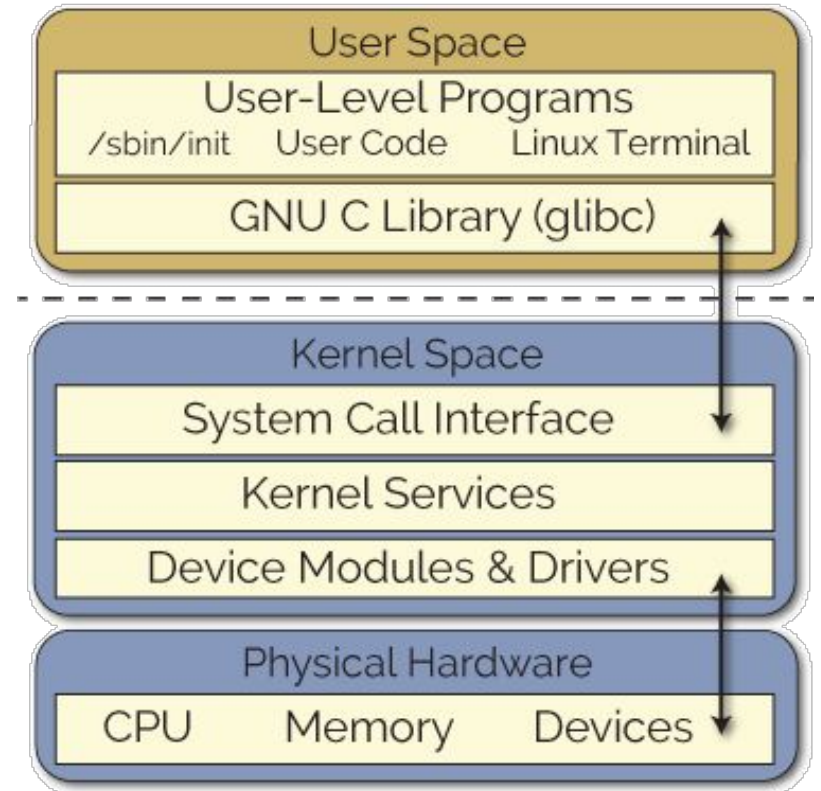 User Space
User-Level Programs
/sbin/init User Code Linux Terminal
GNU C Library (glibc)
Kernel Space
System Call Interface
Kernel Services
Device Modules & Drivers
Physical Hardware
CPU Memory Devices